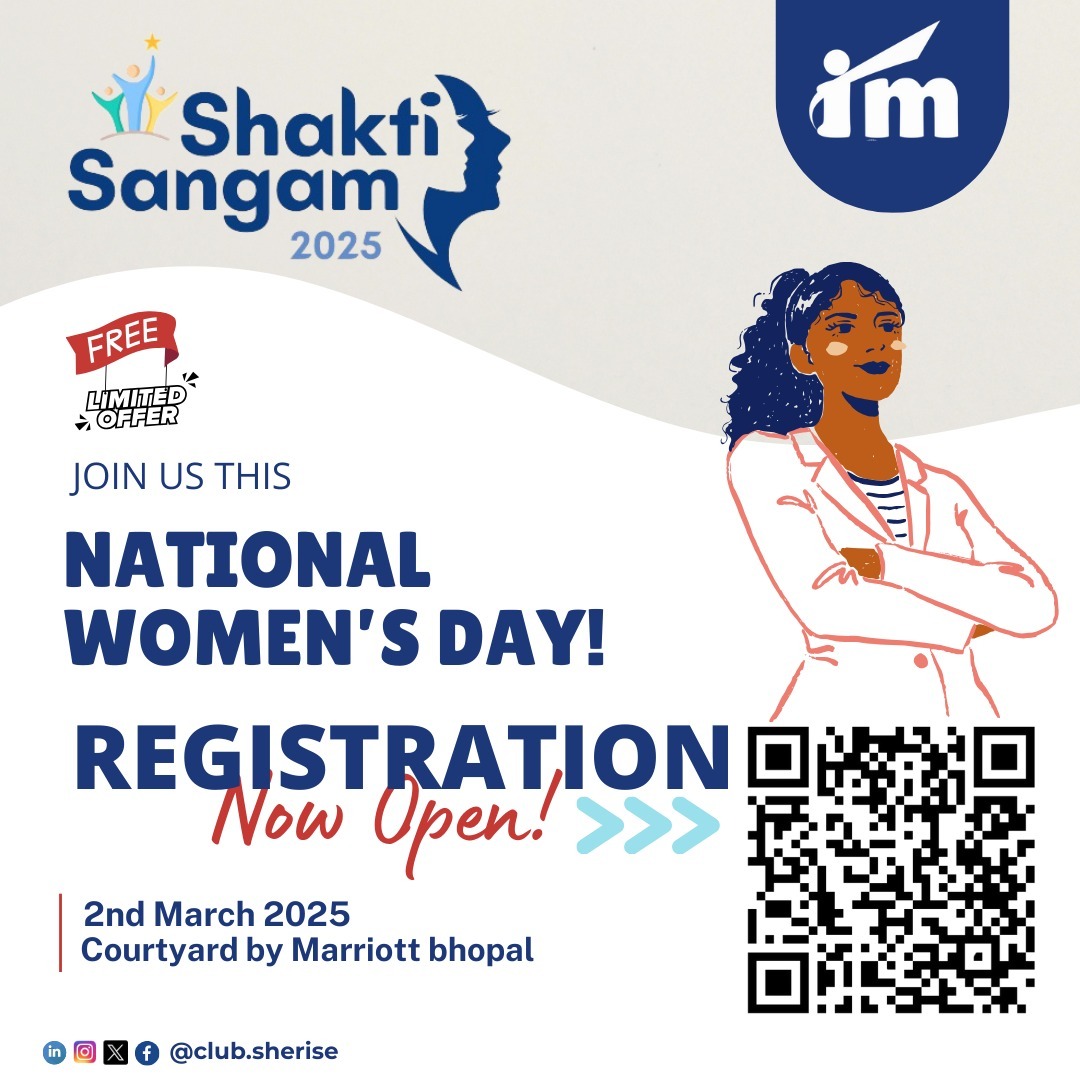 Shakti
Sangam
2025
im
FREE
LIMITED
OFFER
JOIN US THIS
NATIONAL
WOMEN'S DAY!
REGISTRATION
Now Open!
2nd March 2025
Courtyard by Marriott bhopal
in
X
f
@club.sherise